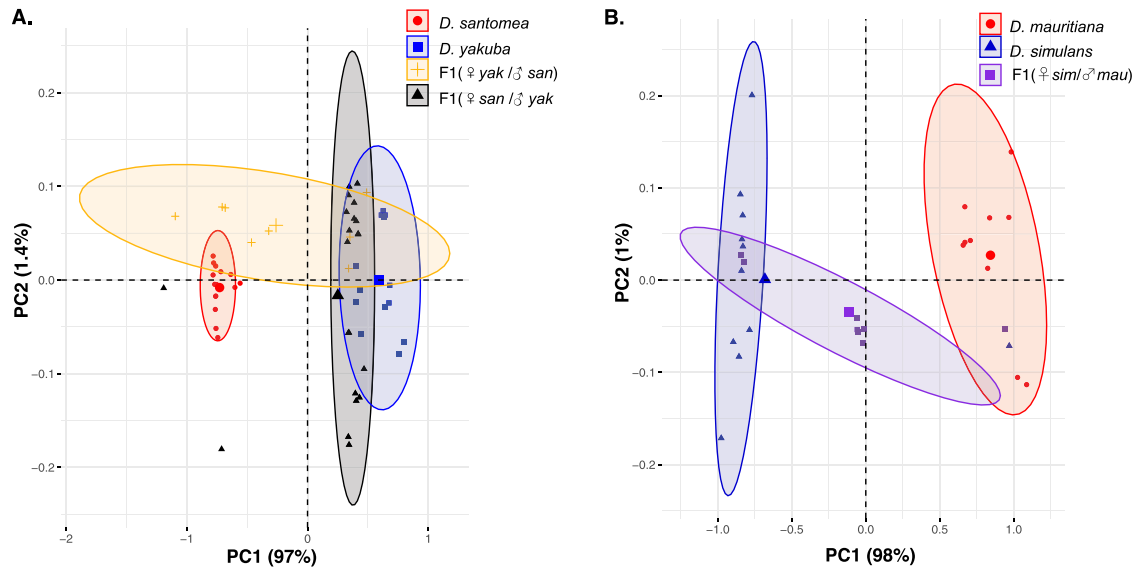 A.
D. santomea
D. yakuba
F1(♀ yak /♂ san)
F1(♀ san /♂ yak
0.2
0.1
0.0
−0.1
−0.2
PC2 (1.4%)
−2
−1
0
1
PC1 (97%)
B.
D. mauritiana
D. simulans
F1(♀ sim/♂ mau)
0.2
0.1
0.0
−0.1
−0.2
PC2 (1%)
−1.0
−0.5
0.0
0.5
1.0
PC1 (98%)